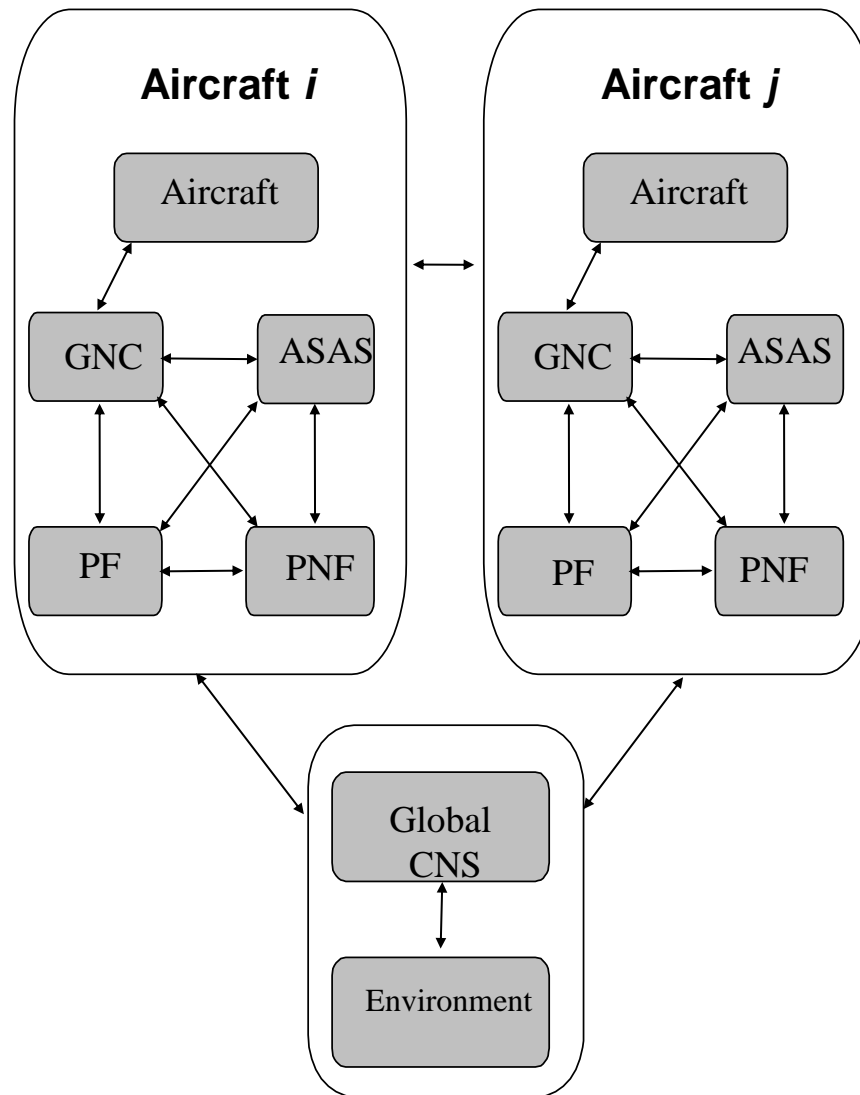 Aircraft i
Aircraft
GNC
ASAS
PF
PNF
Aircraft j
Aircraft
GNC
ASAS
PF
PNF
Global
CNS
Environment